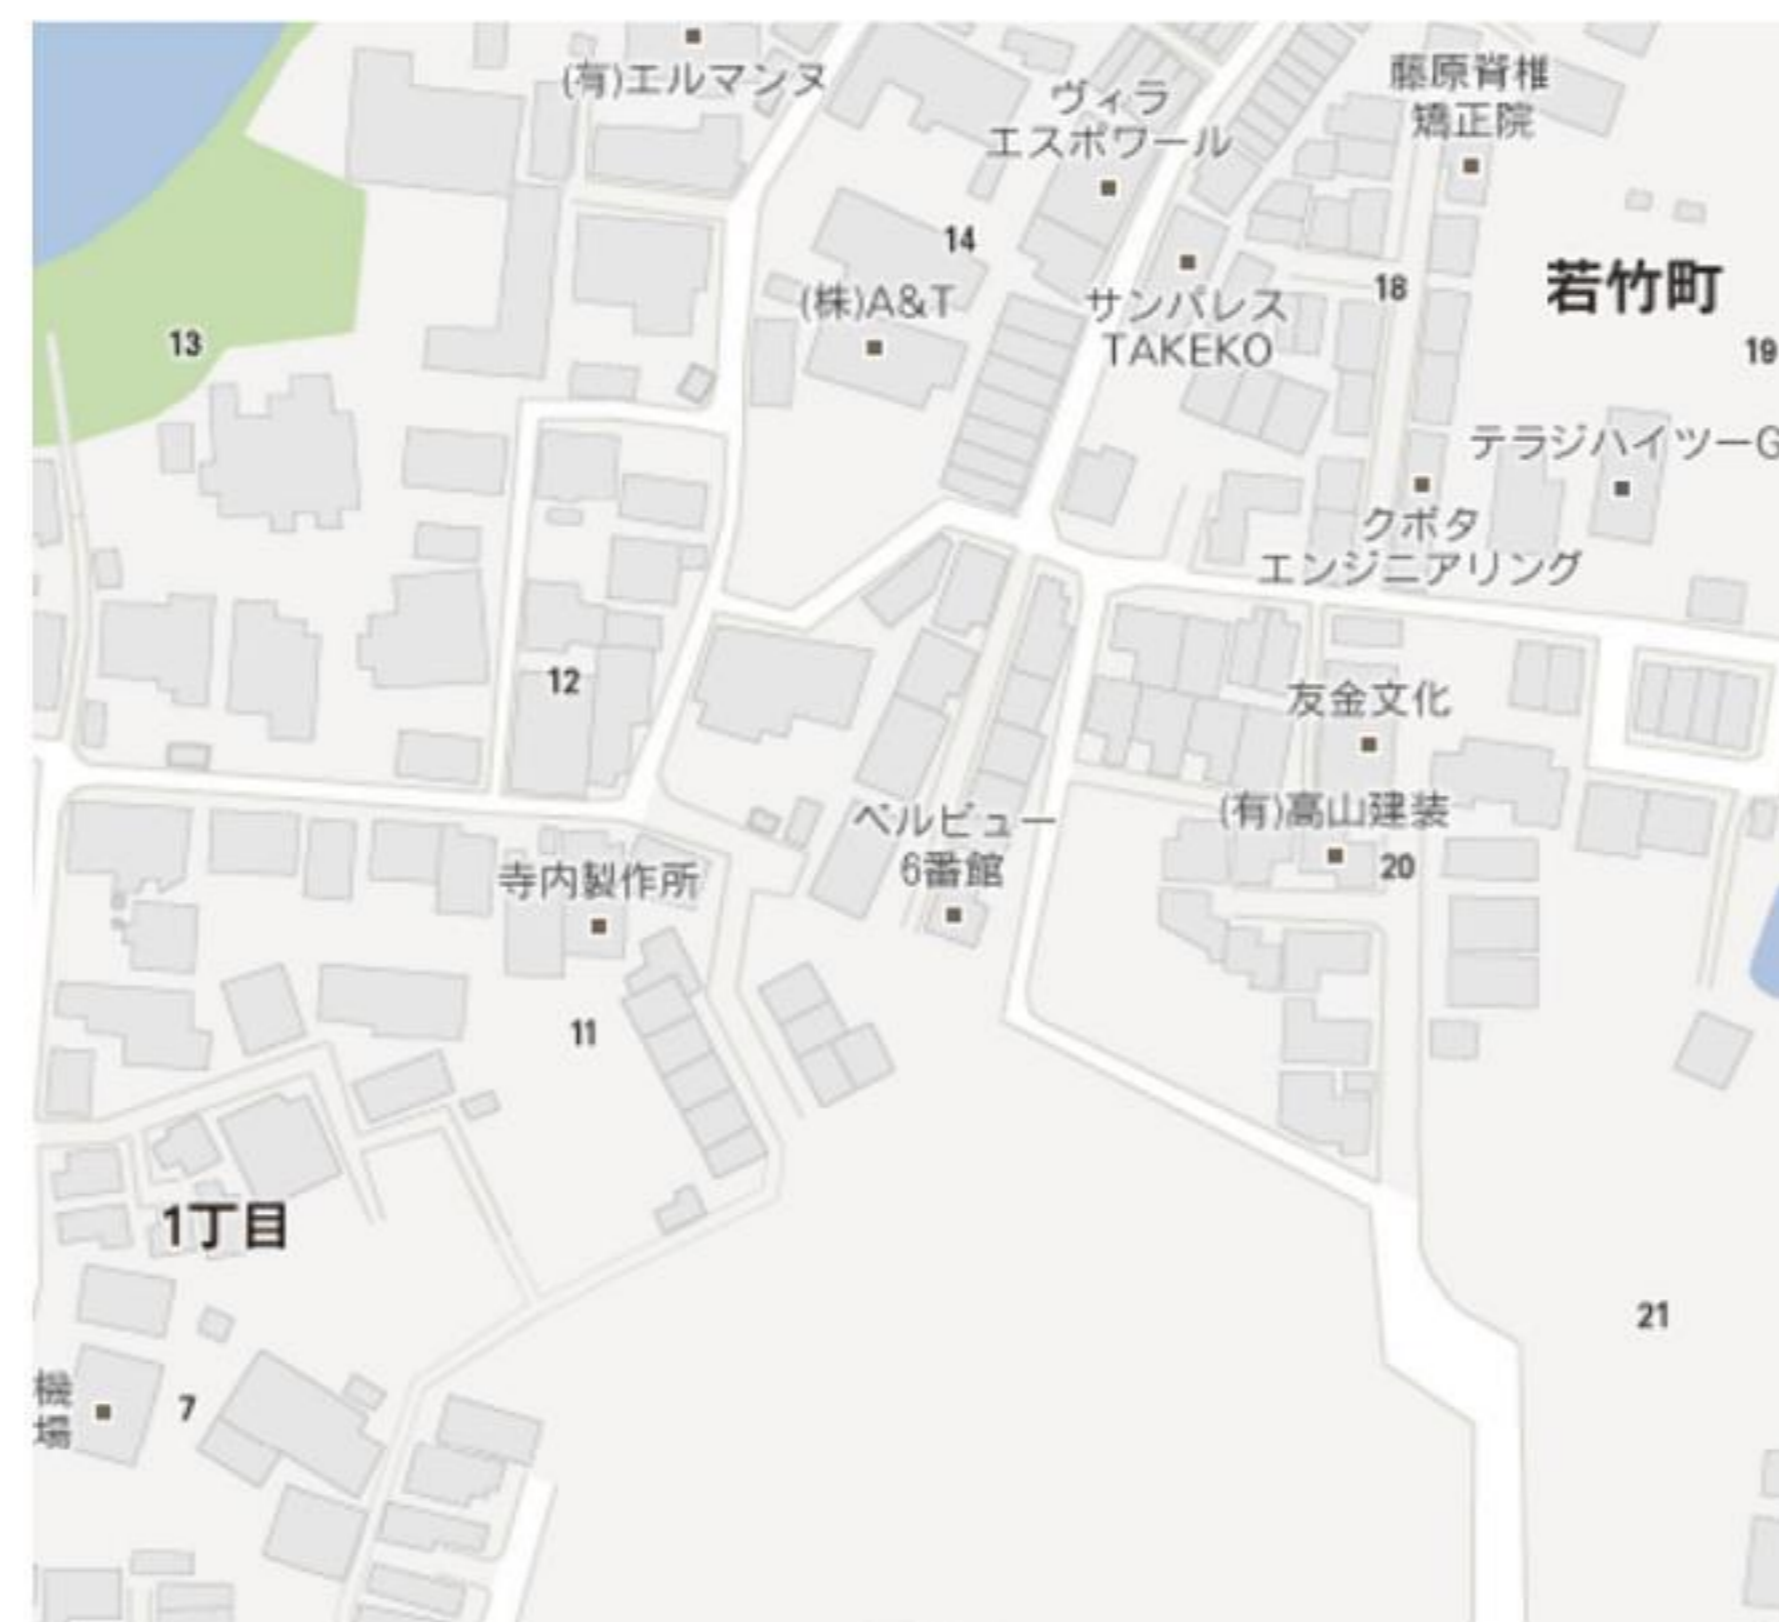 (有)エルマンヌ
ヴィラ
エスポワール
藤原脊椎
矯正院
14
(株)A&T
サンパレス
TAKEKO
18
若竹町
19
13
テラジハイツーG
クボタ
エンジニアリング
12
友金文化
ベルビュー
6番館
(有)高山建装
20
寺内製作所
11
1丁目
21
機
場
7